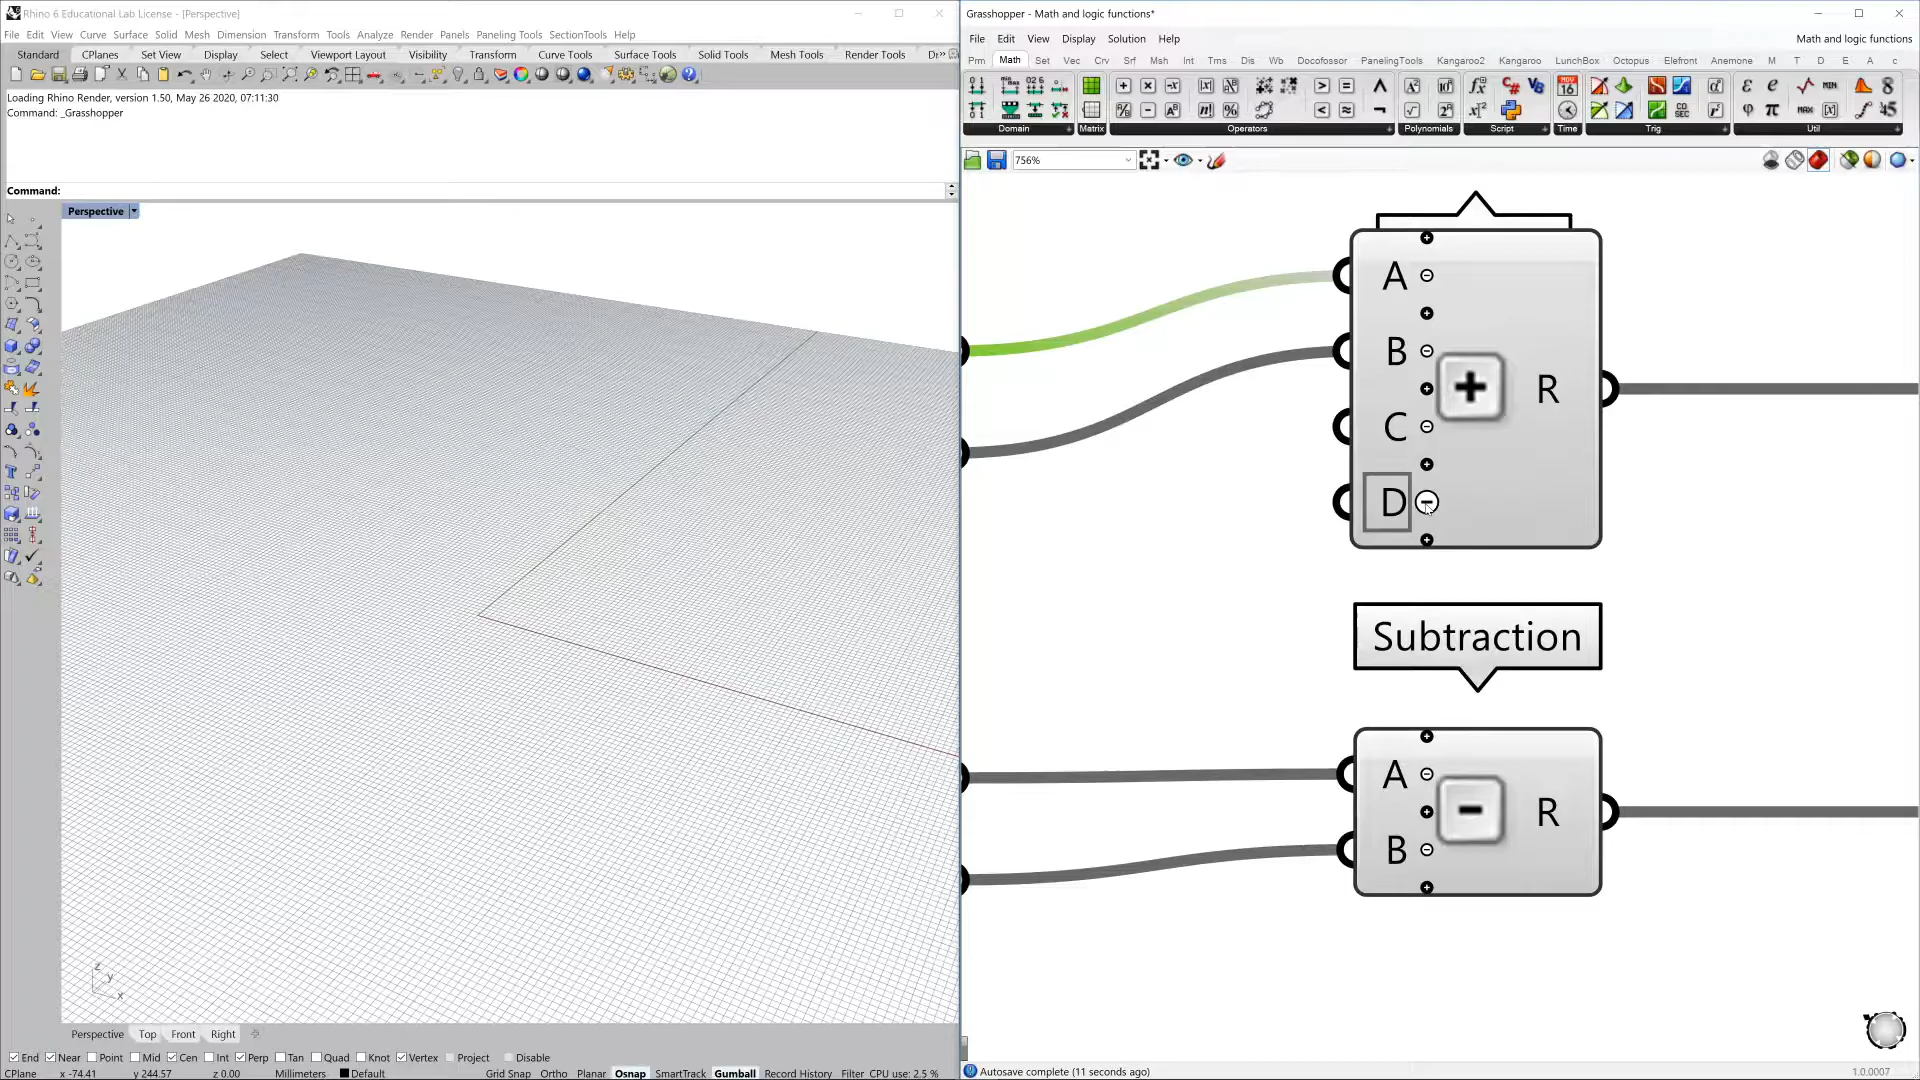 Rhino 6 Educational Lab License - [Perspective]
File Edit View Curve Surface Solid Mesh Dimension Transform Tools Analyze Render Panels Paneling Tools SectionTools Help
Standard CPlanes Set View Display Select Viewport Layout Visibility Transform Curve Tools Surface Tools Solid Tools Mesh Tools Render Tools Dr»
Loading Rhino Render, version 1.50, May 26 2020, 07:11:30
Command: _Grasshopper
Command:
Perspective
z
y
x
Perspective Top Front Right
End Near Point Mid Cen Int Perp Tan Quad Knot Vertex Project Disable
CPlane x -74.41 y 244.57 z 0.00 Millimeters Default Grid Snap Ortho Planar Osnap SmartTrack Gumball Record History Filter CPU use: 2.5 %
Grasshopper - Math and logic functions*
File Edit View Display Solution Help Math and logic functions
Prm Math Set Vec Crv Srf Msh Int Trns Dis Wb Docofossor PanelingTools Kangaroo2 Kangaroo LunchBox Octopus Elefront Anemone M T D E A c
Domain Matrix Operators Polynomials Script Time Trig Util
756%
A
B
C
D
R
Subtraction
A
B
R
Autosave complete (11 seconds ago)
1.0.0007